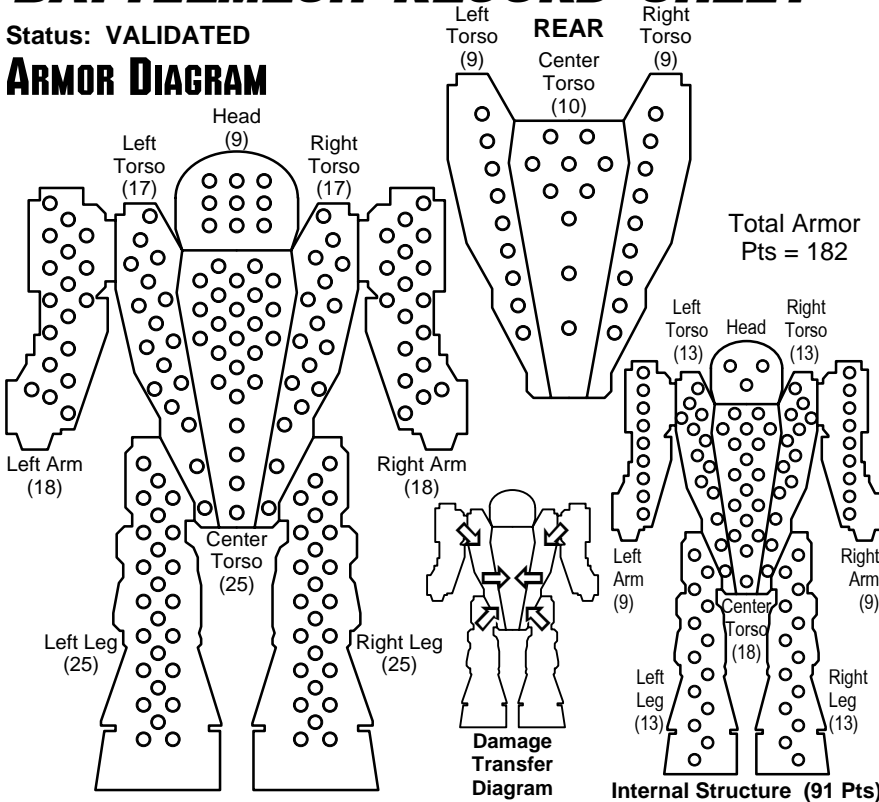 Status: VALIDATED
ARMOR DIAGRAM
Head
(9)
Left
Torso
(17)
Right
Torso
(17)
Left Arm
(18)
Right Arm
(18)
Center
Torso
(25)
Left Leg
(25)
Right Leg
(25)
REAR
Left
Torso
(9)
Center
Torso
(10)
Right
Torso
(9)
Total Armor
Pts = 182
Damage
Transfer
Diagram
Left
Torso
(13)
Head
Right
Torso
(13)
Left
Arm
(9)
Right
Arm
(9)
Center
Torso
(18)
Left
Leg
(13)
Right
Leg
(13)
Internal Structure (91 Pts)